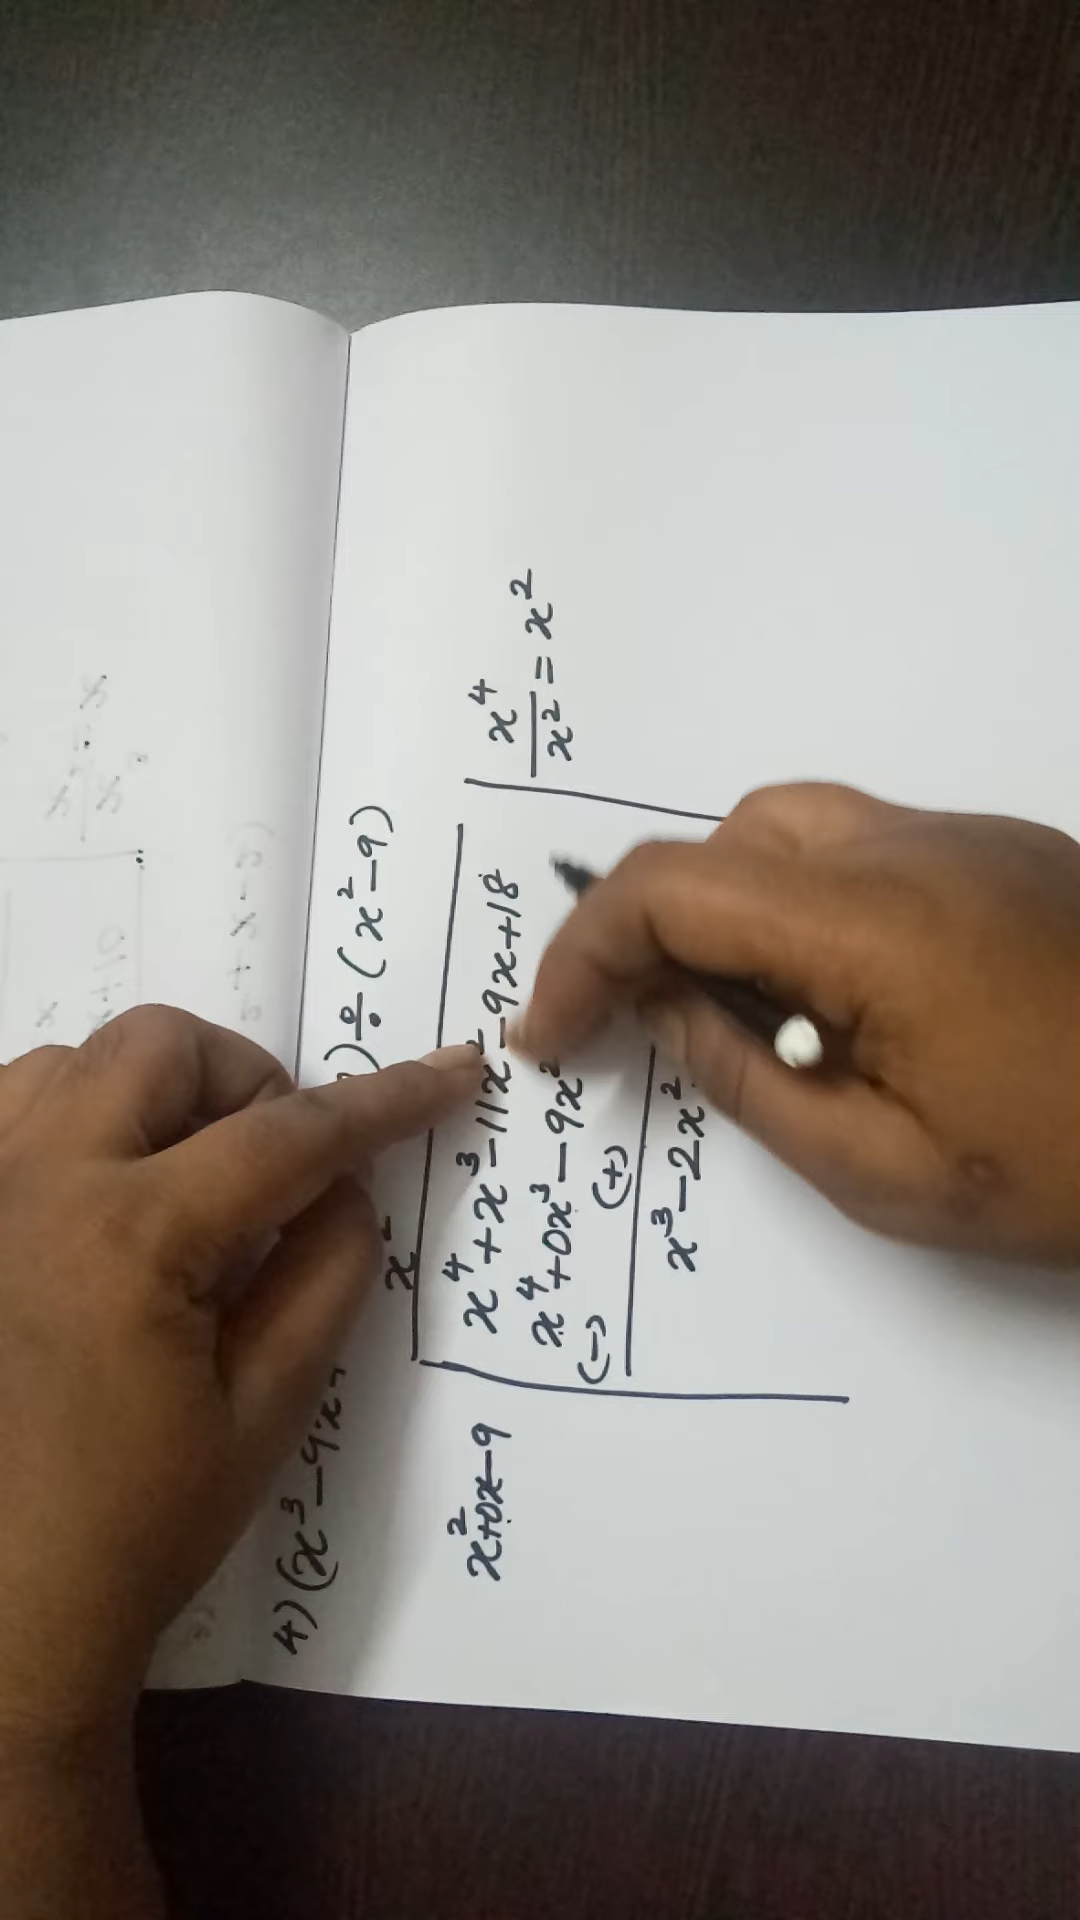 4) (x³-9x
) ÷ (x²-9)
x²
x²+0x-9
x⁴+x³-11x²-9x+18
x⁴+0x³-9x²
(-) (+)
x³-2x²
x⁴/x² = x²